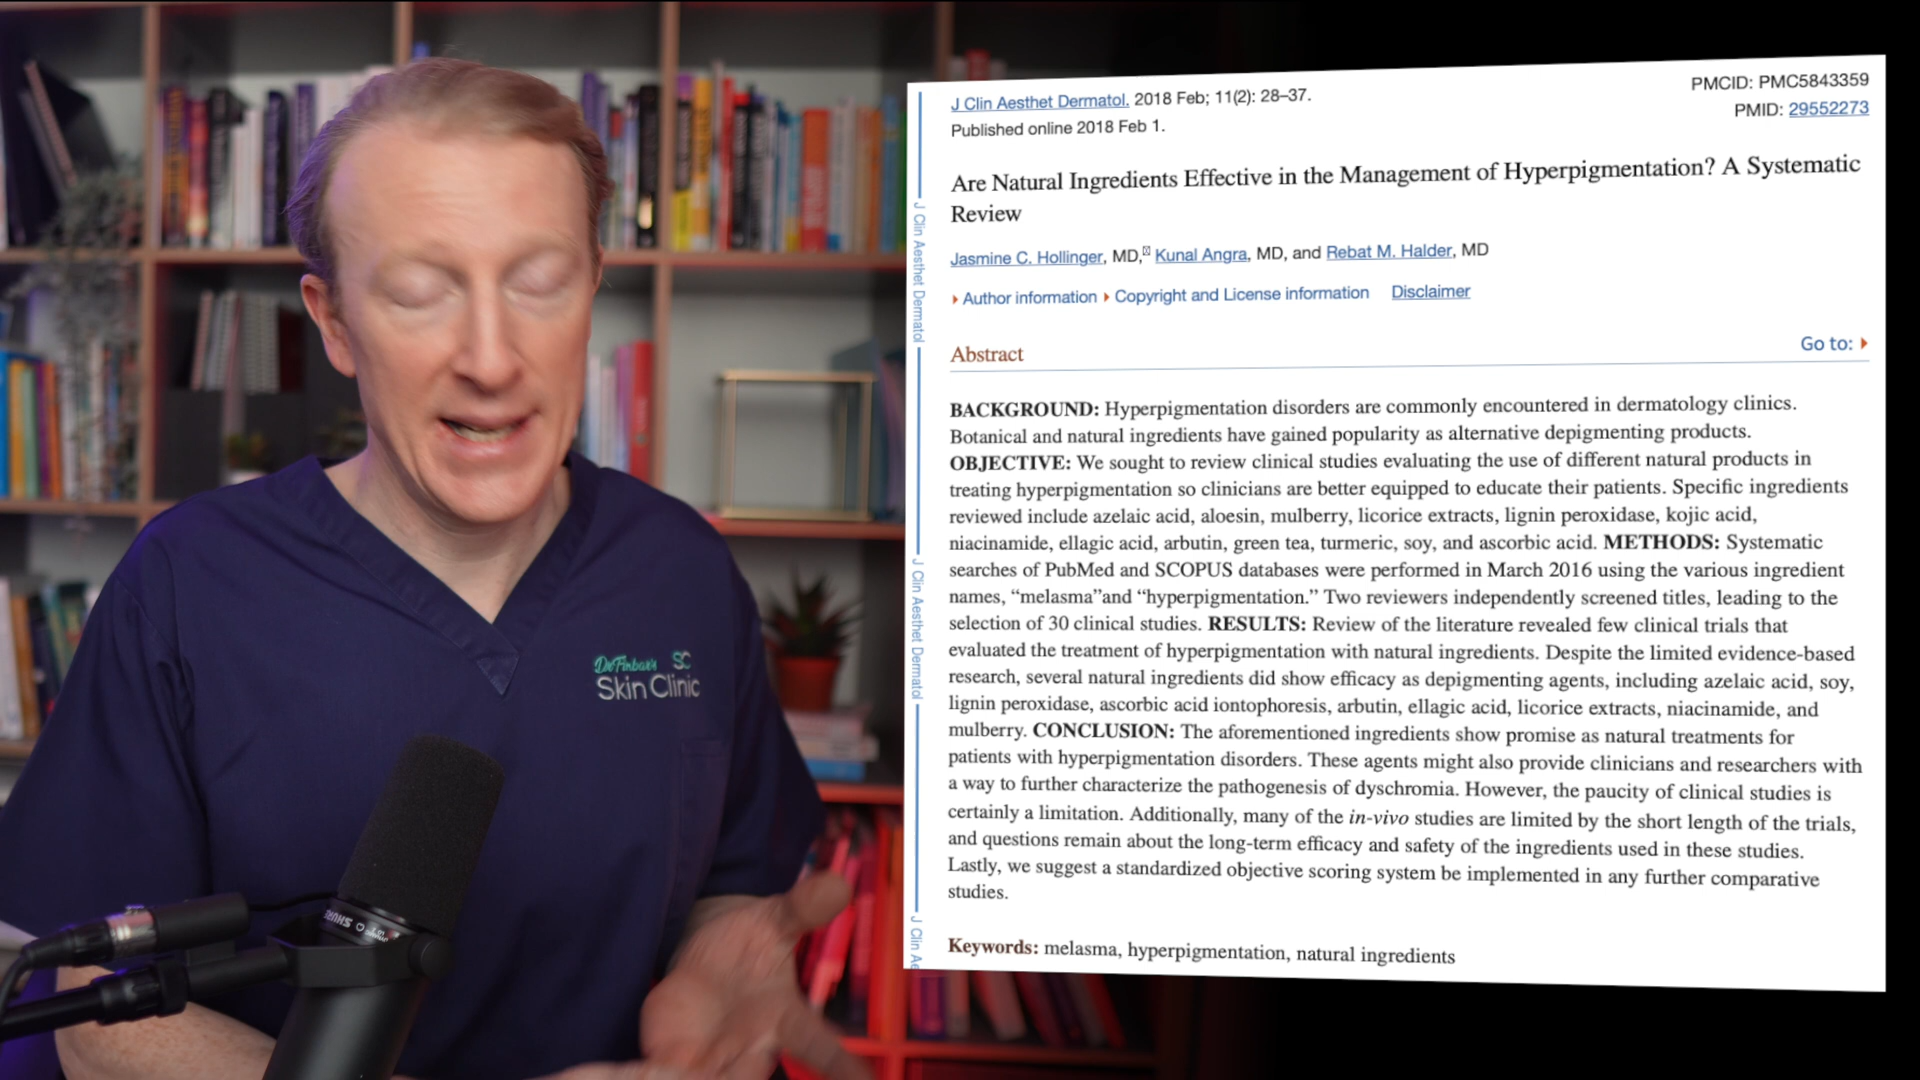 J Clin Aesthet Dermatol. 2018 Feb; 11(2): 28–37.
Published online 2018 Feb 1.
PMCID: PMC5843359
PMID: 29552273
Are Natural Ingredients Effective in the Management of Hyperpigmentation? A Systematic
Review
Jasmine C. Hollinger, MD, Kunal Angra, MD, and Rebat M. Halder, MD
Author information Copyright and License information Disclaimer
Abstract
Go to:
BACKGROUND: Hyperpigmentation disorders are commonly encountered in dermatology clinics.
Botanical and natural ingredients have gained popularity as alternative depigmenting products.
OBJECTIVE: We sought to review clinical studies evaluating the use of different natural products in
treating hyperpigmentation so clinicians are better equipped to educate their patients. Specific ingredients
reviewed include azelaic acid, aloesin, mulberry, licorice extracts, lignin peroxidase, kojic acid,
niacinamide, ellagic acid, arbutin, green tea, turmeric, soy, and ascorbic acid. METHODS: Systematic
searches of PubMed and SCOPUS databases were performed in March 2016 using the various ingredient
names, “melasma”and “hyperpigmentation.” Two reviewers independently screened titles, leading to the
selection of 30 clinical studies. RESULTS: Review of the literature revealed few clinical trials that
evaluated the treatment of hyperpigmentation with natural ingredients. Despite the limited evidence-based
research, several natural ingredients did show efficacy as depigmenting agents, including azelaic acid, soy,
lignin peroxidase, ascorbic acid iontophoresis, arbutin, ellagic acid, licorice extracts, niacinamide, and
mulberry. CONCLUSION: The aforementioned ingredients show promise as natural treatments for
patients with hyperpigmentation disorders. These agents might also provide clinicians and researchers with
a way to further characterize the pathogenesis of dyschromia. However, the paucity of clinical studies is
certainly a limitation. Additionally, many of the in-vivo studies are limited by the short length of the trials,
and questions remain about the long-term efficacy and safety of the ingredients used in these studies.
Lastly, we suggest a standardized objective scoring system be implemented in any further comparative
studies.
Keywords: melasma, hyperpigmentation, natural ingredients
J Clin Aesthet Dermatol
J Clin Aesthet Dermatol
J Clin Ae
Dr Finbar's SC
Skin Clinic
SHURE